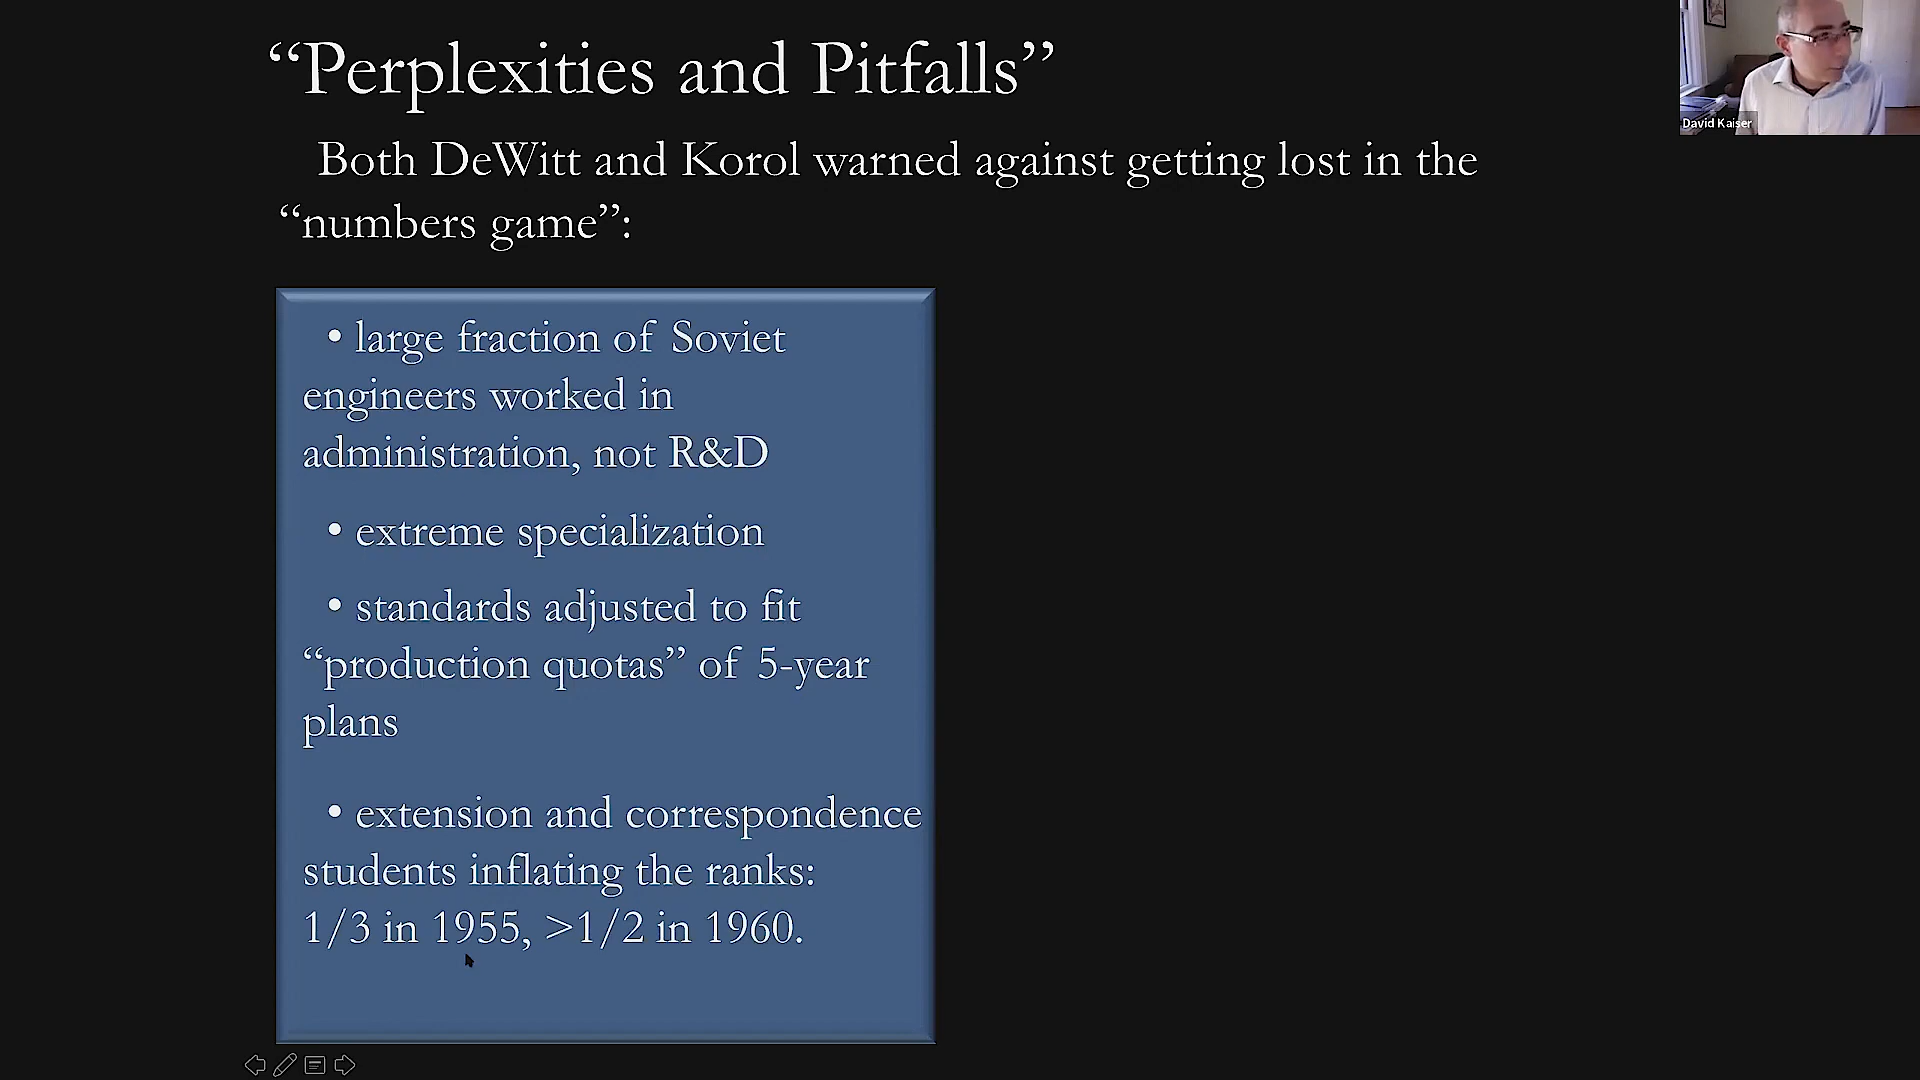 “Perplexities and Pitfalls”
David Kaiser
Both DeWitt and Korol warned against getting lost in the
“numbers game”:
• large fraction of Soviet
engineers worked in
administration, not R&D
• extreme specialization
• standards adjusted to fit
“production quotas” of 5-year
plans
• extension and correspondence
students inflating the ranks:
1/3 in 1955, >1/2 in 1960.